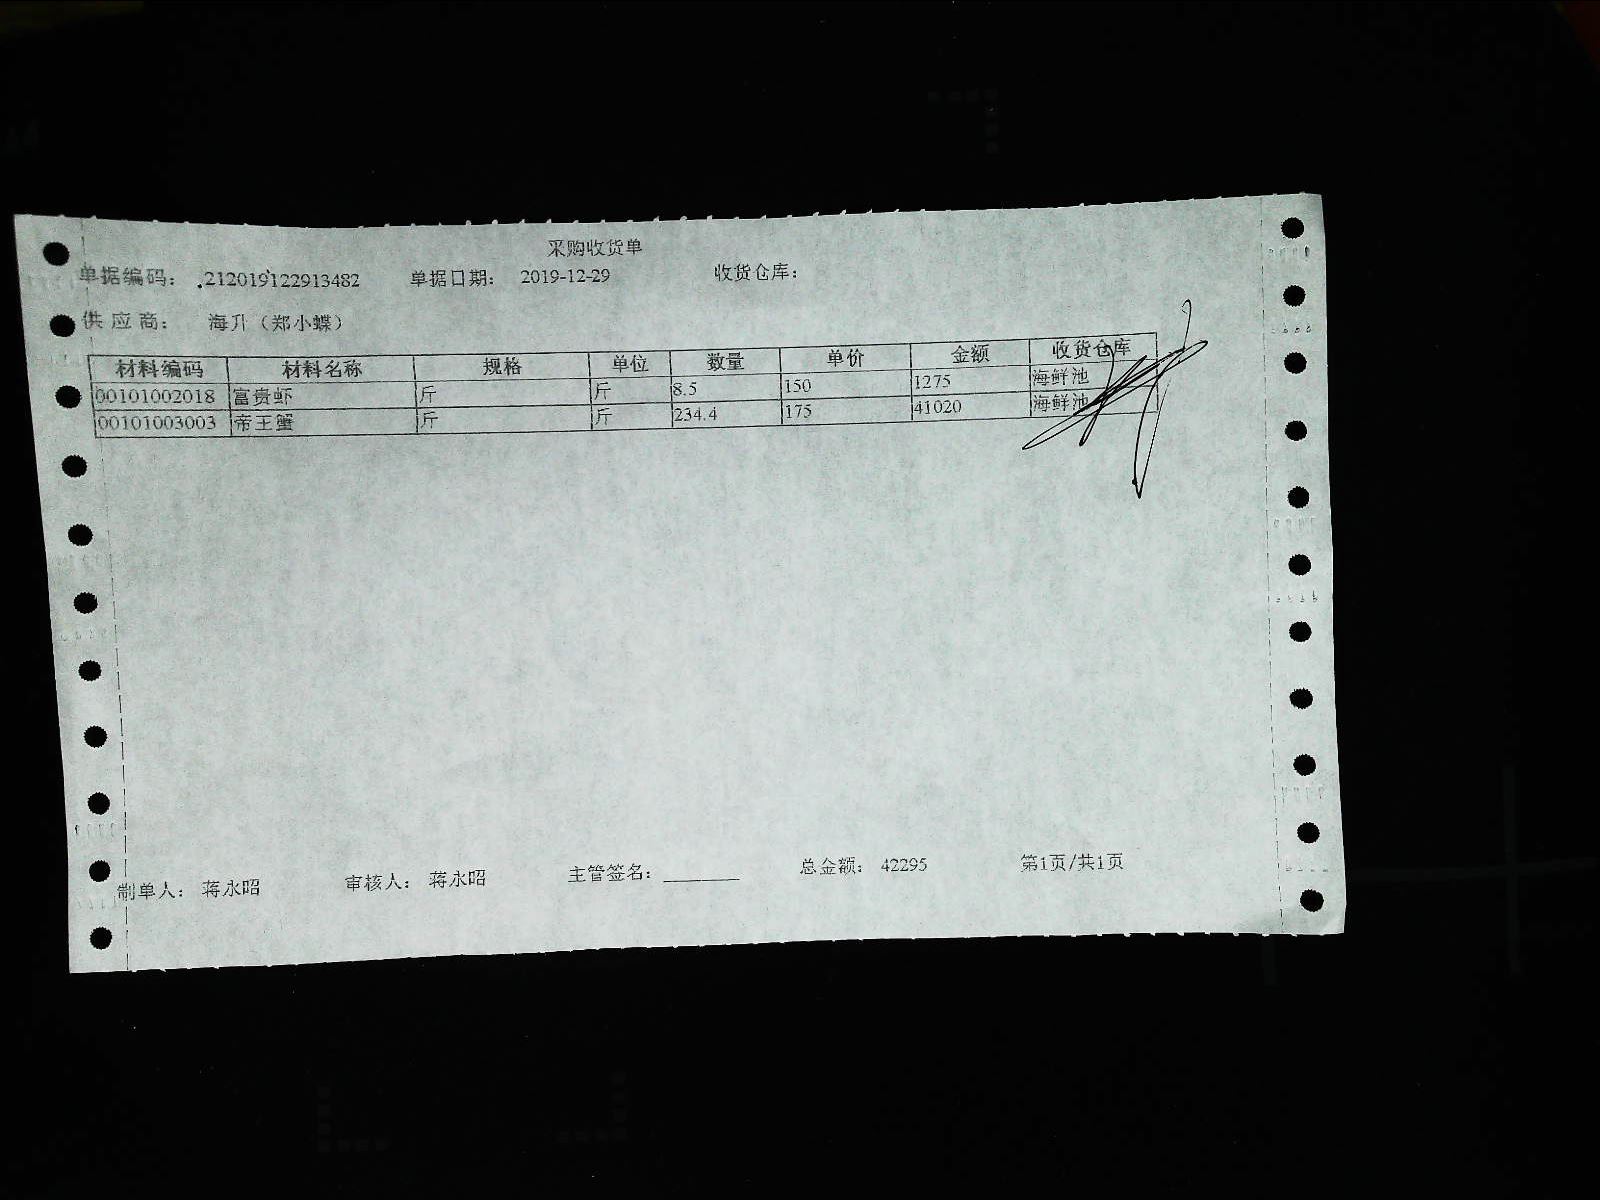 采购收货单
单据编码： .212019122913482 单据日期： 2019-12-29 收货仓库：
供应商： 海升（郑小蝶）
材料编码 材料名称 规格 单位 数量 单价 金额 收货仓库
00101002018 富贵虾 斤 斤 8.5 150 1275 海鲜池
00101003003 帝王蟹 斤 斤 234.4 175 41020 海鲜池
制单人： 蒋永昭 审核人： 蒋永昭 主管签名：________ 总金额： 42295 第1页/共1页